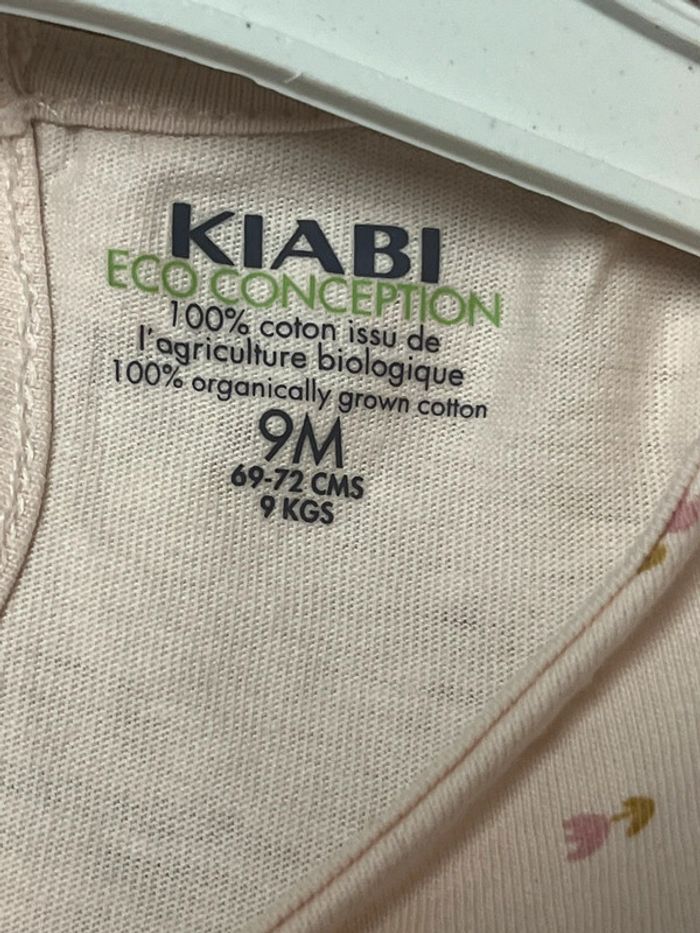 KIABI
ECO CONCEPTION
100% coton issu de
l'agriculture biologique
100% organically grown cotton
9M
69-72 CMS
9 KGS